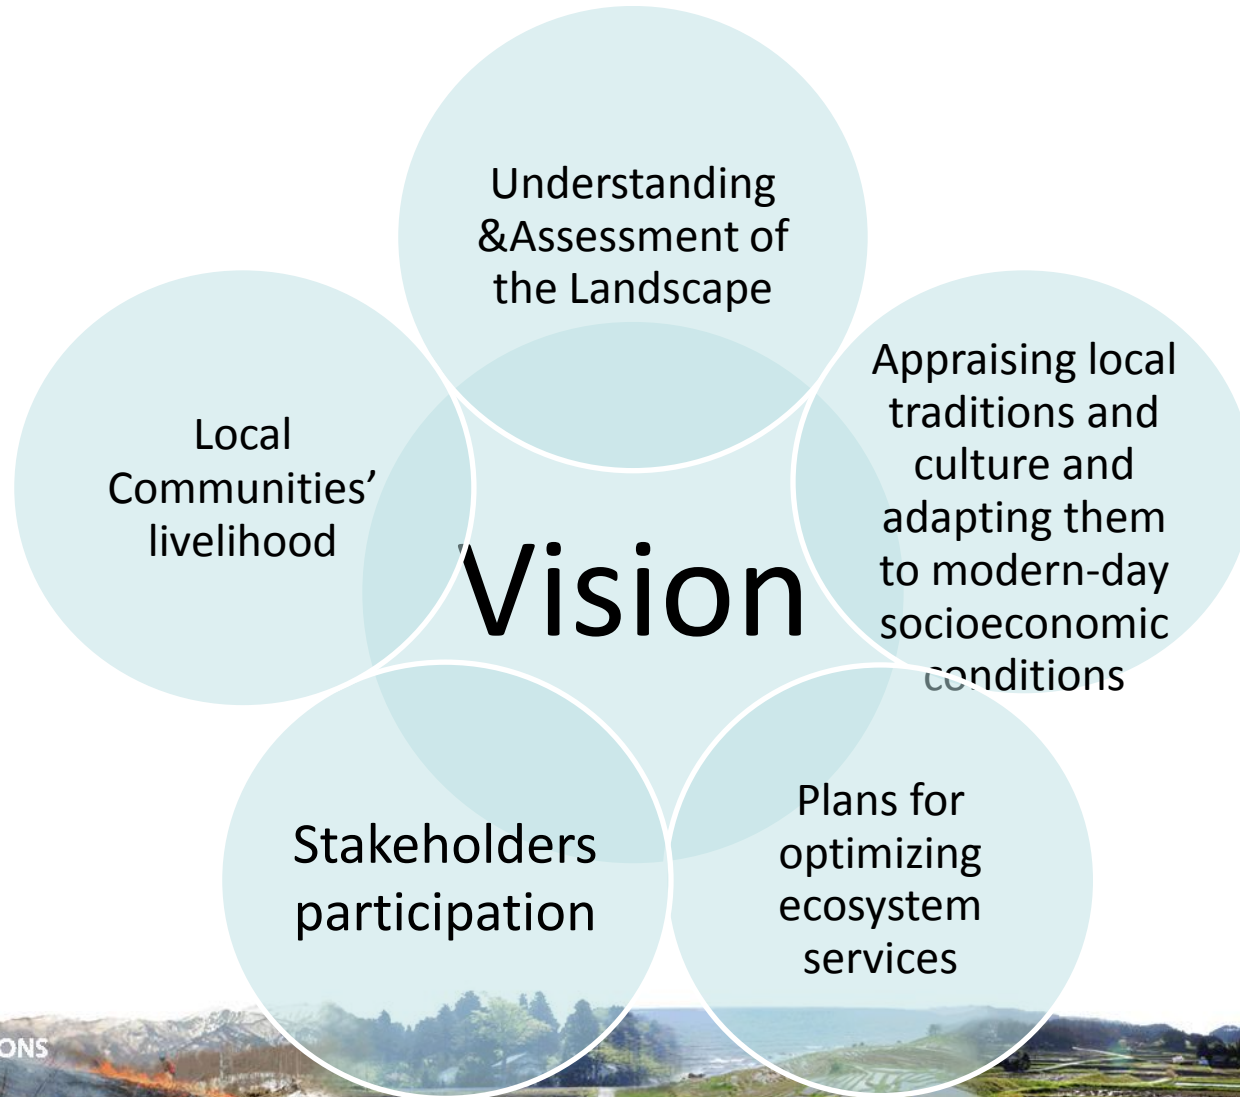 Understanding
&Assessment of
the Landscape
Appraising local
traditions and
culture and
adapting them
to modern-day
socioeconomic
conditions
Local
Communities’
livelihood
Vision
Plans for
optimizing
ecosystem
services
Stakeholders
participation